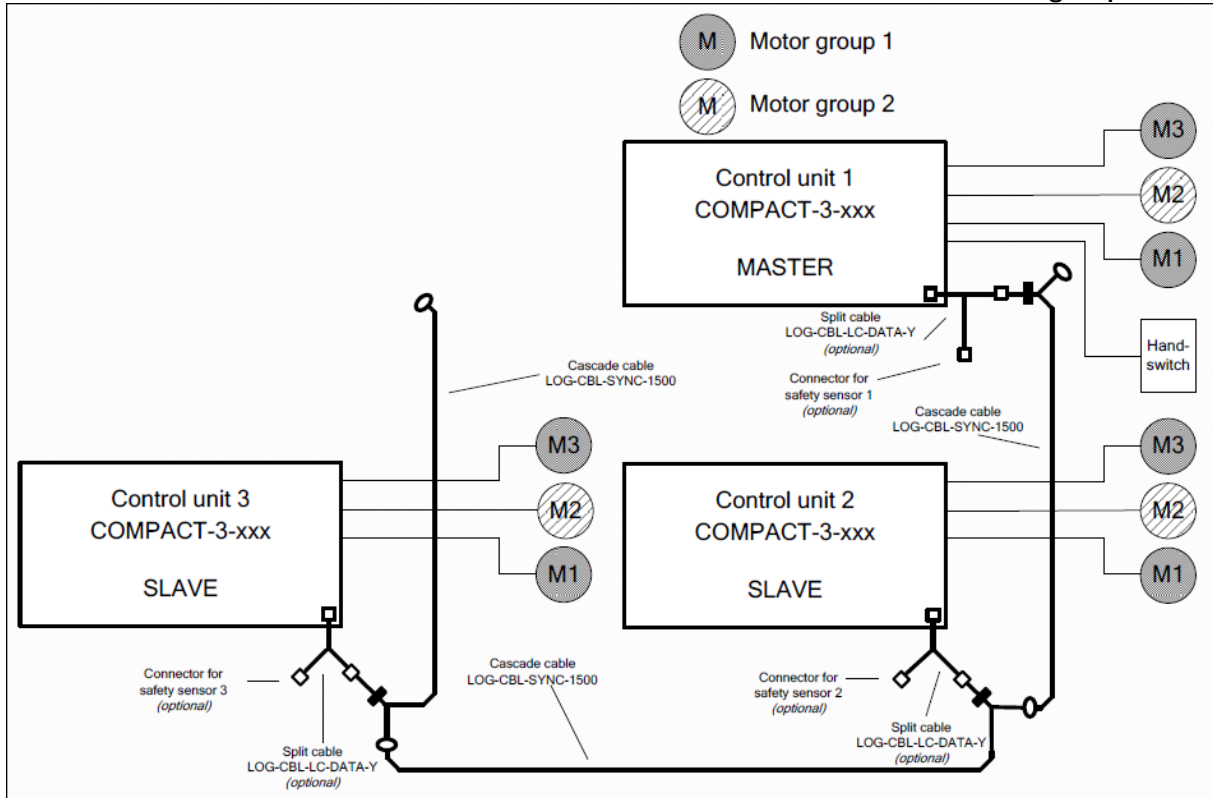 M Motor group 1
M Motor group 2
Control unit 1
COMPACT-3-xxx
MASTER
M3
M2
M1
Hand-
switch
Split cable
LOG-CBL-LC-DATA-Y
(optional)
Connector for
safety sensor 1
(optional)
Cascade cable
LOG-CBL-SYNC-1500
Cascade cable
LOG-CBL-SYNC-1500
Control unit 3
COMPACT-3-xxx
SLAVE
M3
M2
M1
Control unit 2
COMPACT-3-xxx
SLAVE
M3
M2
M1
Connector for
safety sensor 3
(optional)
Split cable
LOG-CBL-LC-DATA-Y
(optional)
Cascade cable
LOG-CBL-SYNC-1500
Connector for
safety sensor 2
(optional)
Split cable
LOG-CBL-LC-DATA-Y
(optional)